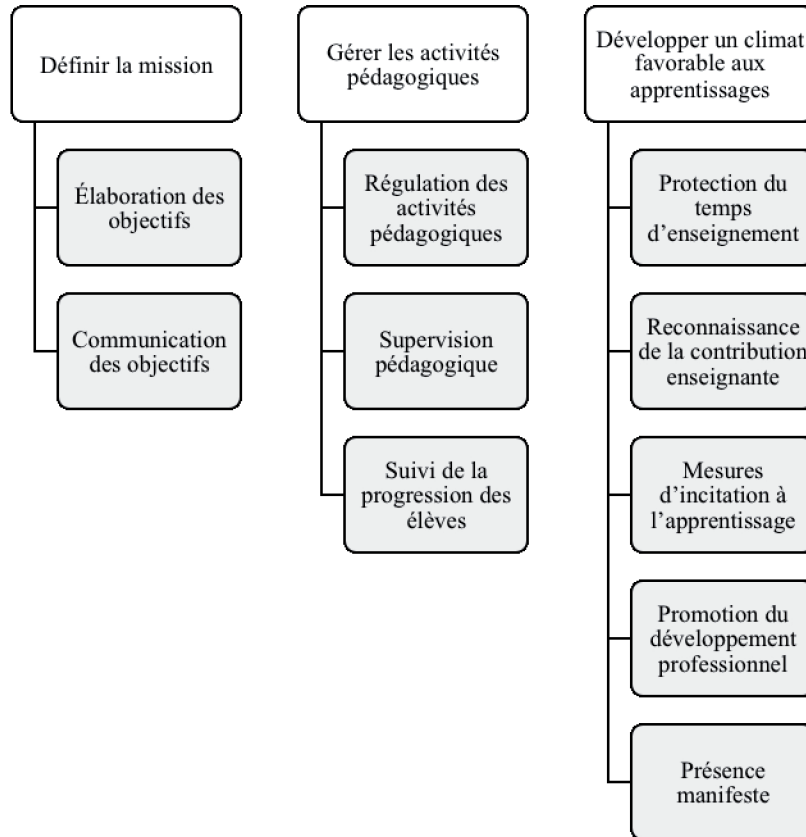 Définir la mission
Élaboration des
objectifs
Communication
des objectifs
Gérer les activités
pédagogiques
Régulation des
activités
pédagogiques
Supervision
pédagogique
Suivi de la
progression des
élèves
Développer un climat
favorable aux
apprentissages
Protection du
temps
d’enseignement
Reconnaissance
de la contribution
enseignante
Mesures
d’incitation à
l’apprentissage
Promotion du
développement
professionnel
Présence
manifeste